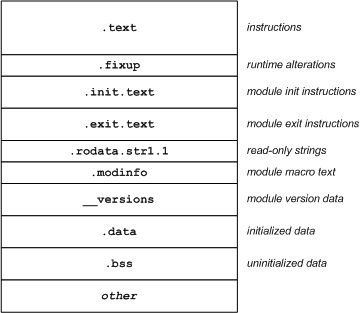 .text instructions
.fixup runtime alterations
.init.text module init instructions
.exit.text module exit instructions
.rodata.str1.1 read-only strings
.modinfo module macro text
__versions module version data
.data initialized data
.bss uninitialized data
other